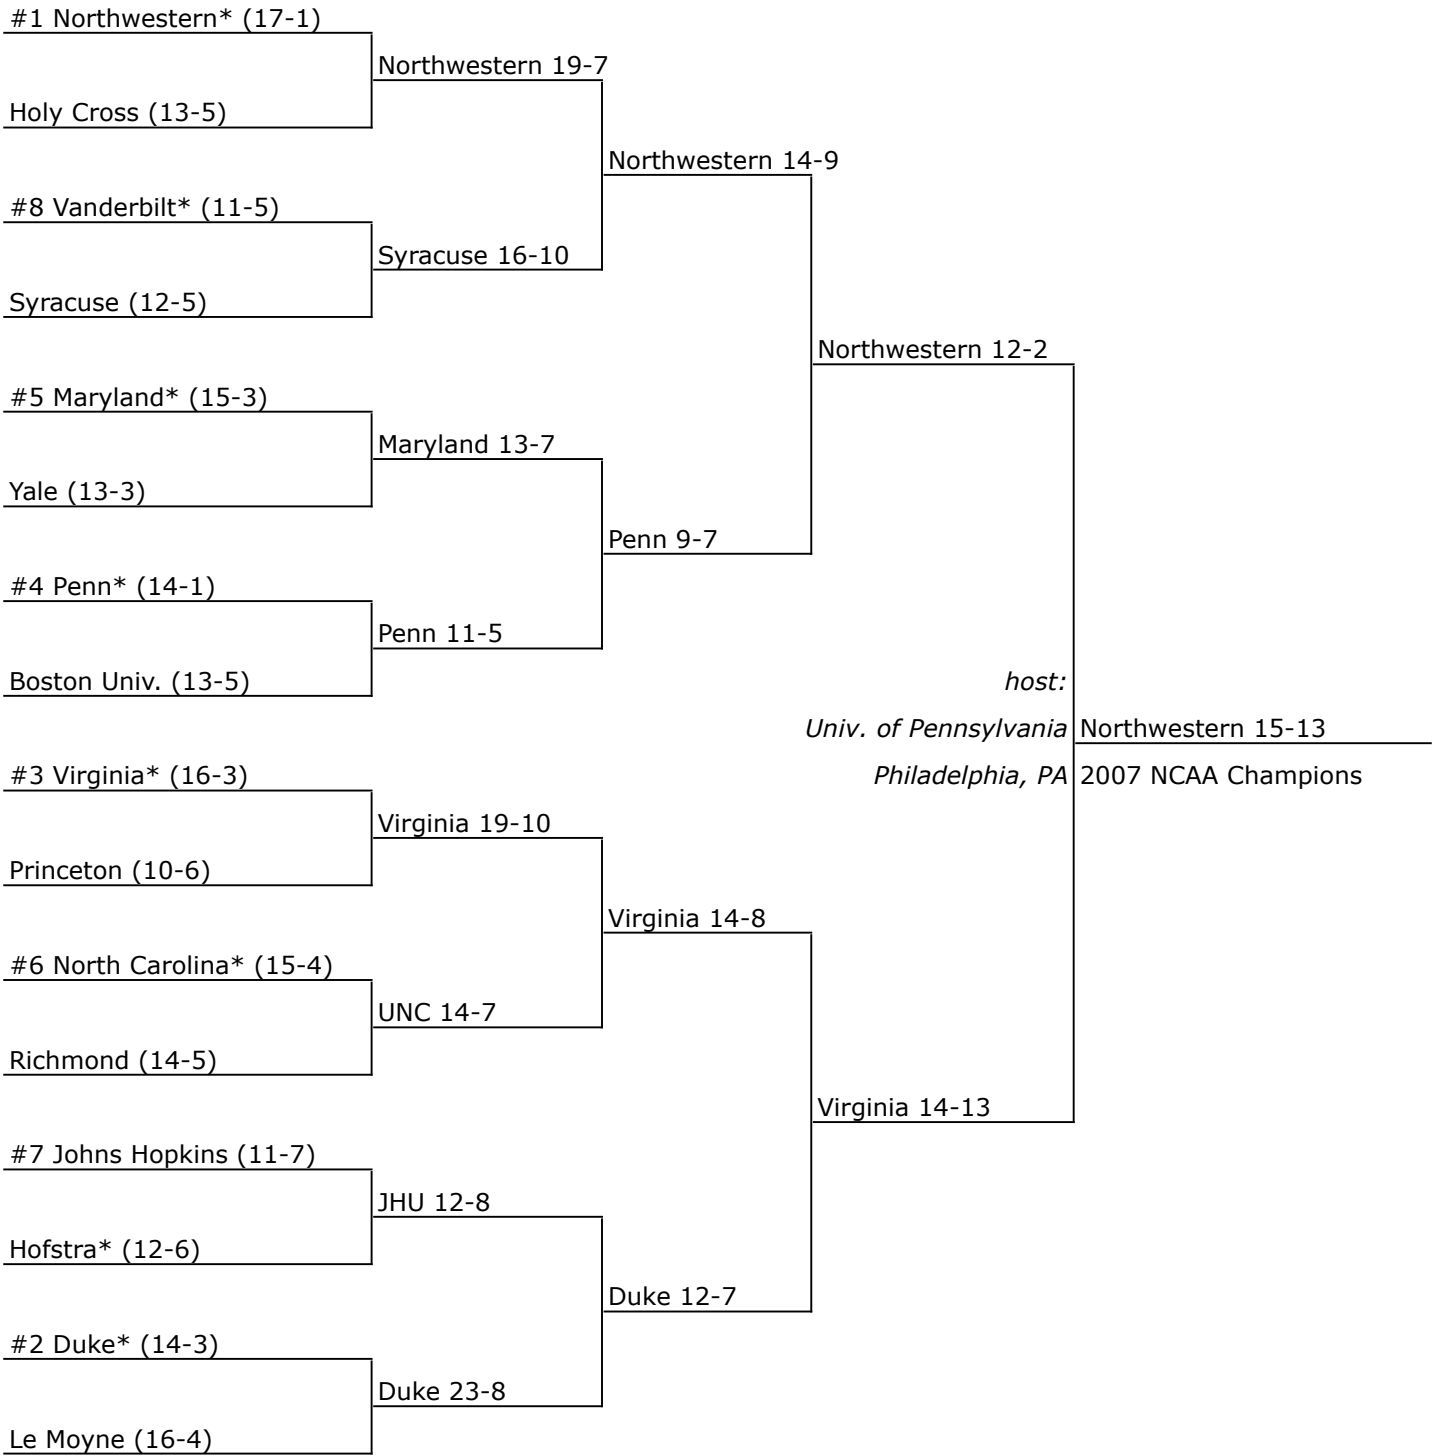 #1 Northwestern* (17-1)
Northwestern 19-7
Holy Cross (13-5)
Northwestern 14-9
#8 Vanderbilt* (11-5)
Syracuse 16-10
Syracuse (12-5)
Northwestern 12-2
#5 Maryland* (15-3)
Maryland 13-7
Yale (13-3)
Penn 9-7
#4 Penn* (14-1)
Penn 11-5
Boston Univ. (13-5)
host:
Univ. of Pennsylvania
Northwestern 15-13
Philadelphia, PA
2007 NCAA Champions
#3 Virginia* (16-3)
Virginia 19-10
Princeton (10-6)
Virginia 14-8
#6 North Carolina* (15-4)
UNC 14-7
Richmond (14-5)
Virginia 14-13
#7 Johns Hopkins (11-7)
JHU 12-8
Hofstra* (12-6)
Duke 12-7
#2 Duke* (14-3)
Duke 23-8
Le Moyne (16-4)